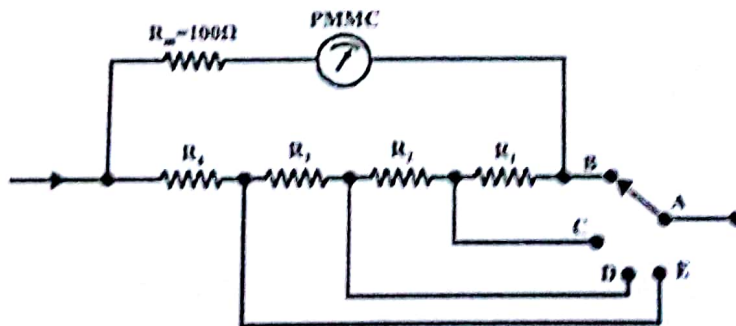 PMMC
Rm=100Ω
R4 R3 R2 R1 B
A
C
D E